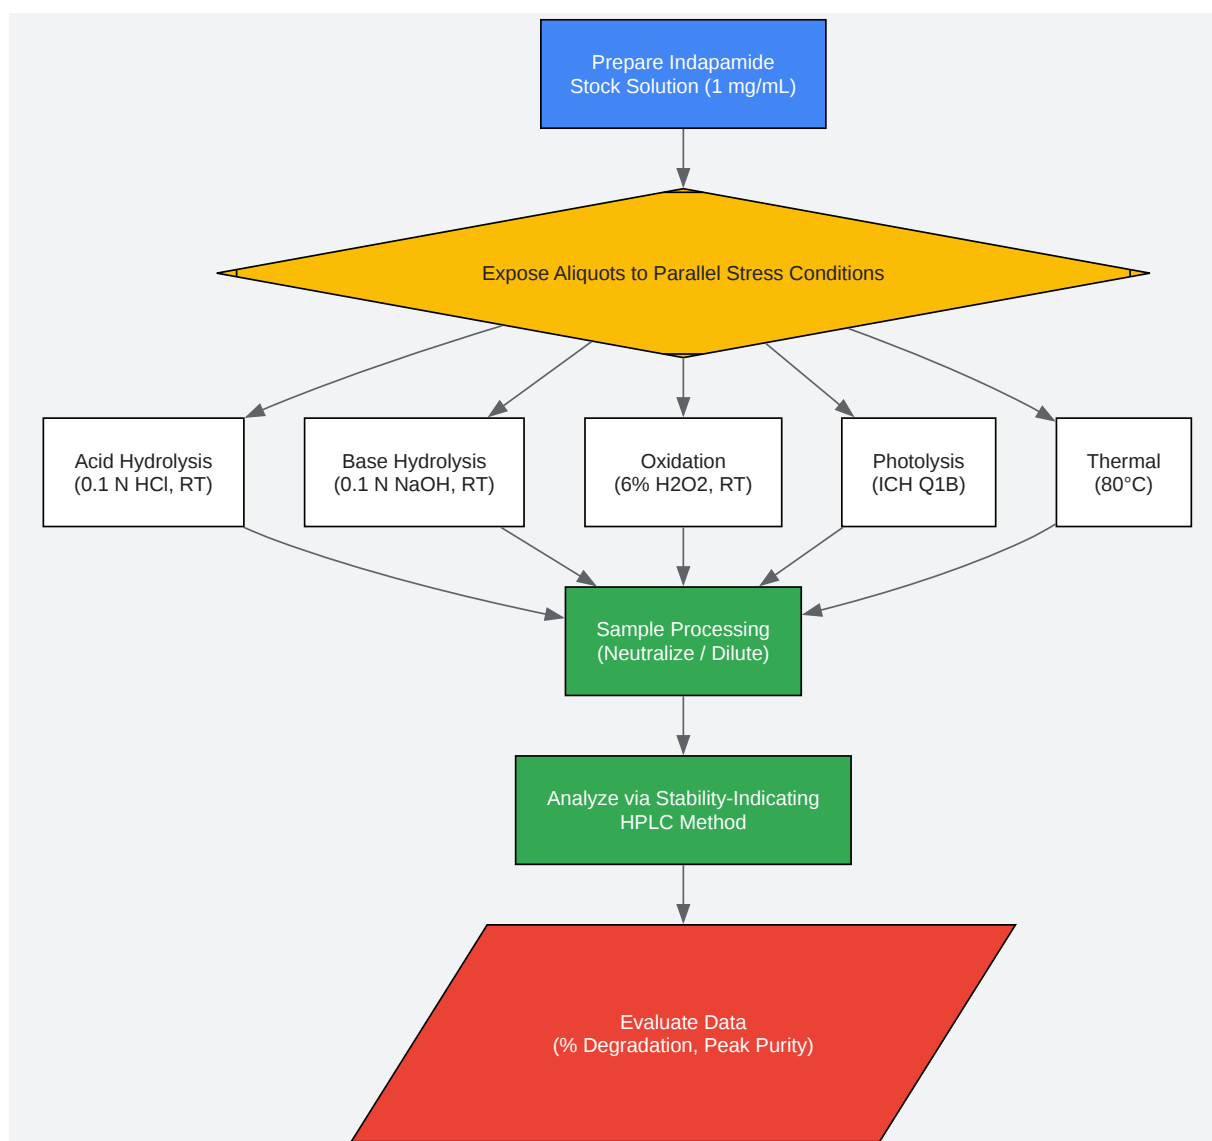 Prepare Indapamide
Stock Solution (1 mg/mL)
Expose Aliquots to Parallel Stress Conditions
Acid Hydrolysis
(0.1 N HCl, RT)
Base Hydrolysis
(0.1 N NaOH, RT)
Oxidation
(6% H2O2, RT)
Photolysis
(ICH Q1B)
Thermal
(80°C)
Sample Processing
(Neutralize / Dilute)
Analyze via Stability-Indicating
HPLC Method
Evaluate Data
(% Degradation, Peak Purity)